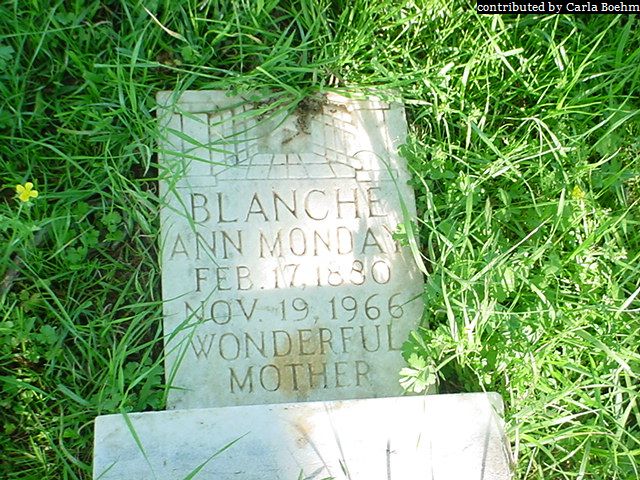 contributed by Carla Boehm
BLANCHE
ANN MONDAY
FEB. 17, 1880
NOV. 19, 1966
WONDERFUL
MOTHER